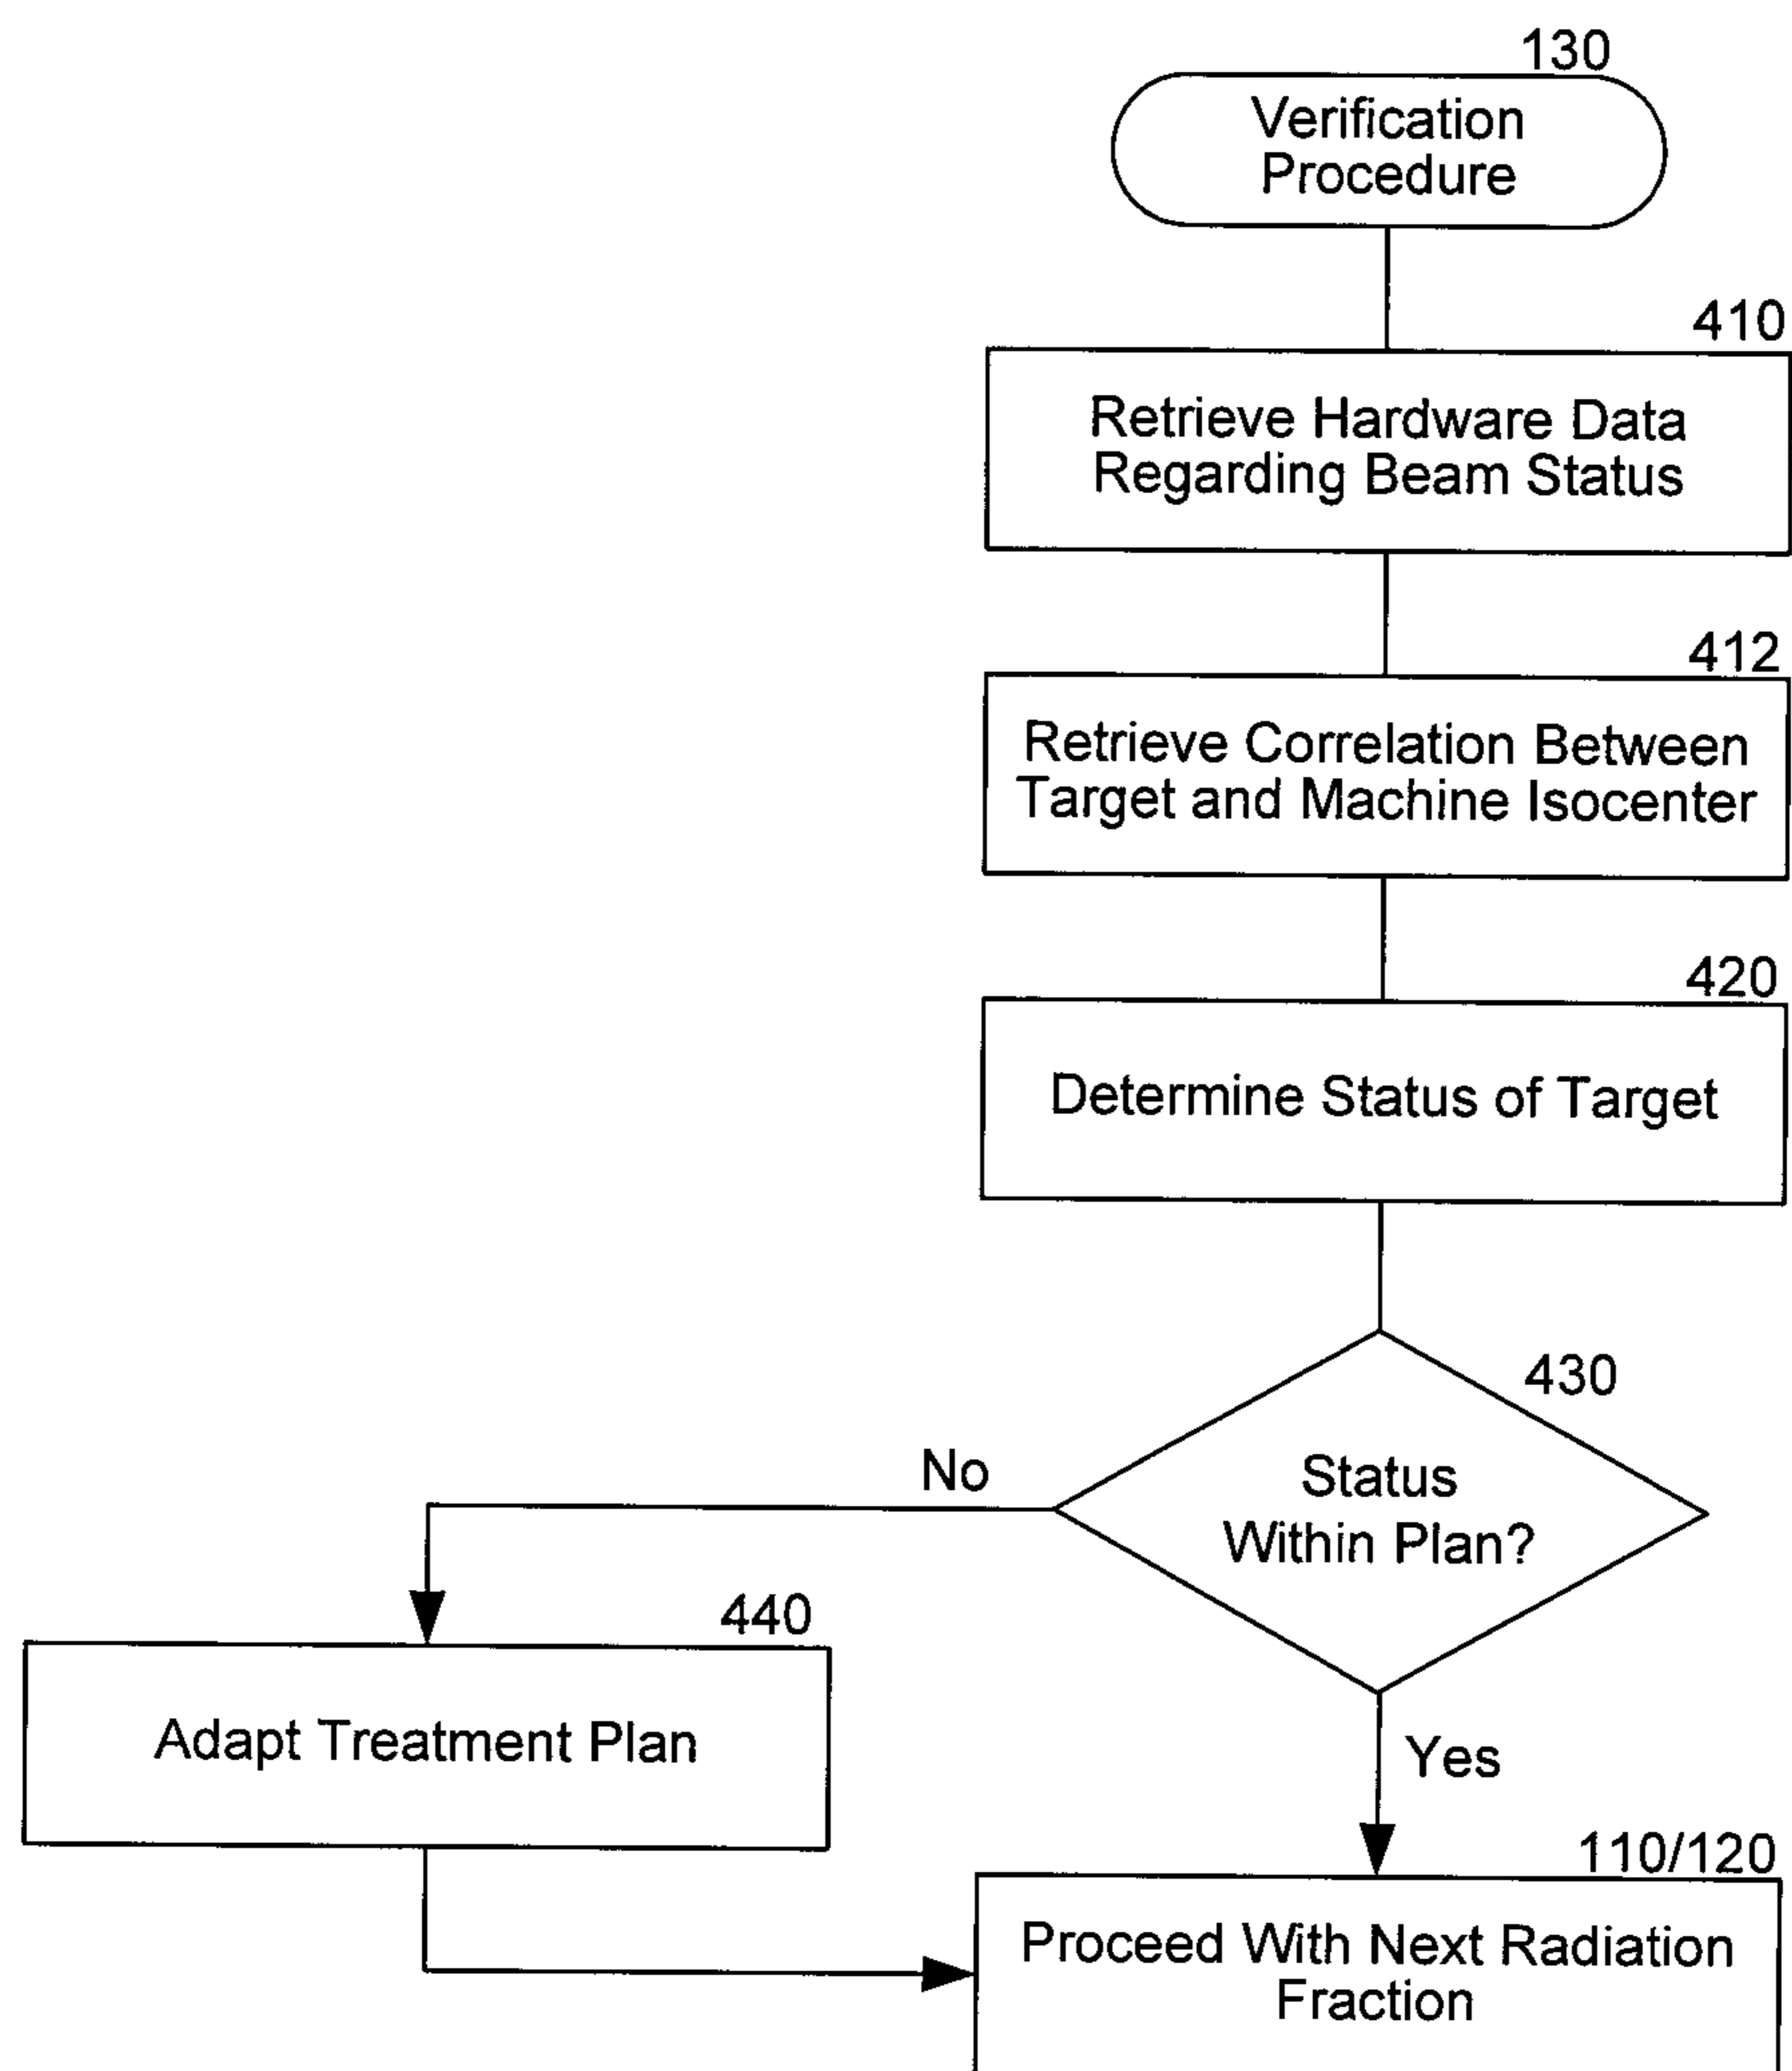 130
Verification
Procedure
410
Retrieve Hardware Data
Regarding Beam Status
412
Retrieve Correlation Between
Target and Machine Isocenter
420
Determine Status of Target
430
Status
Within Plan?
No
440
Adapt Treatment Plan
Yes
110/120
Proceed With Next Radiation
Fraction